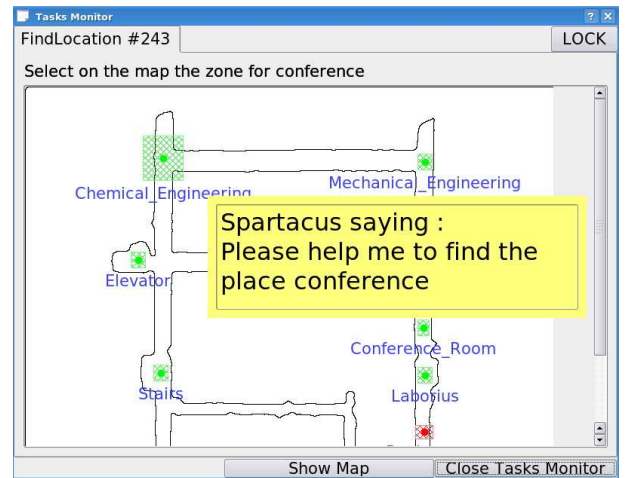 Tasks Monitor
FindLocation #243
LOCK
Select on the map the zone for conference
Chemical_Engineering
Mechanical_Engineering
Spartacus saying :
Please help me to find the
place conference
Elevator
Conference_Room
Stairs
Laborius
Show Map
Close Tasks Monitor